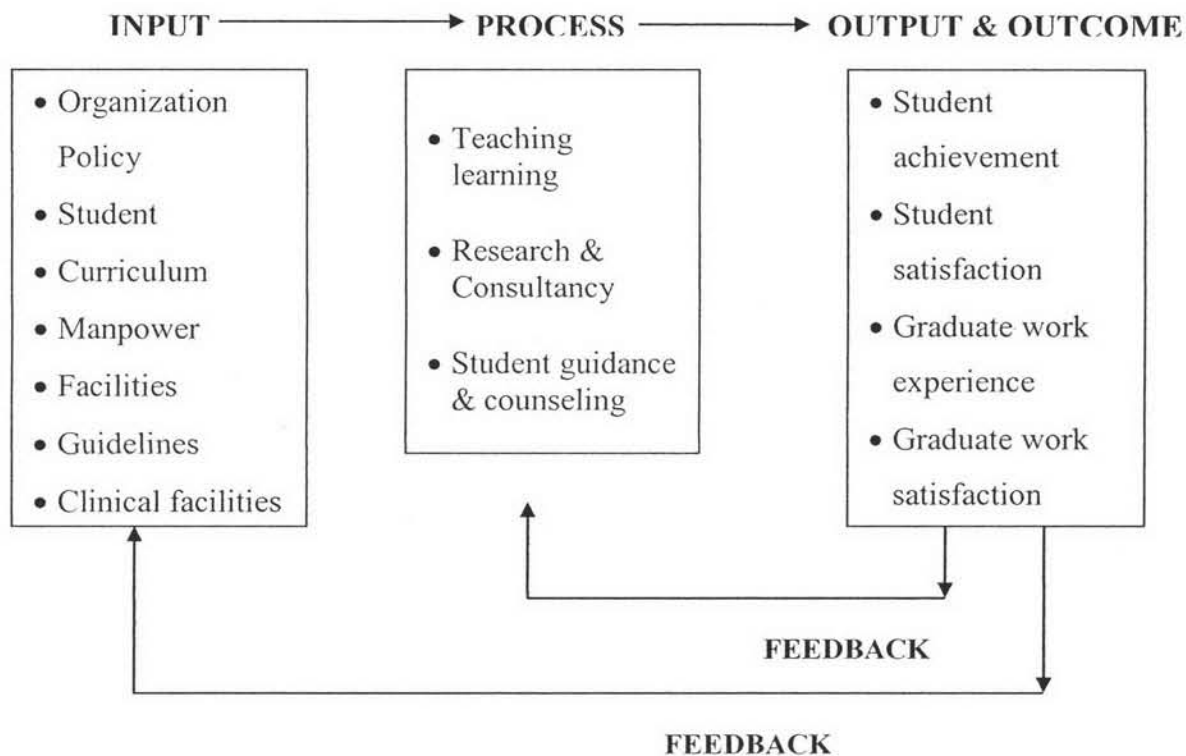 INPUT PROCESS OUTPUT & OUTCOME
• Organization
Policy
• Student
• Curriculum
• Manpower
• Facilities
• Guidelines
• Clinical facilities
• Teaching
learning
• Research &
Consultancy
• Student guidance
& counseling
• Student
achievement
• Student
satisfaction
• Graduate work
experience
• Graduate work
satisfaction
FEEDBACK
FEEDBACK